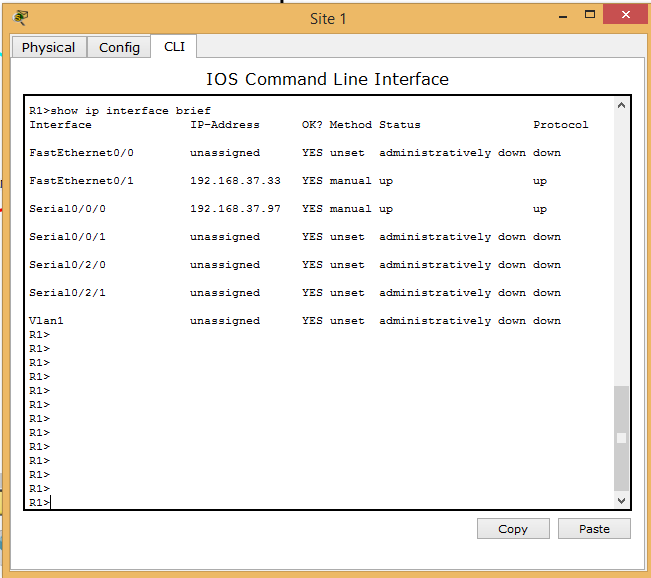 Site 1
Physical Config CLI
IOS Command Line Interface
R1>show ip interface brief
Interface IP-Address OK? Method Status Protocol
FastEthernet0/0 unassigned YES unset administratively down down
FastEthernet0/1 192.168.37.33 YES manual up up
Serial0/0/0 192.168.37.97 YES manual up up
Serial0/0/1 unassigned YES unset administratively down down
Serial0/2/0 unassigned YES unset administratively down down
Serial0/2/1 unassigned YES unset administratively down down
Vlan1 unassigned YES unset administratively down down
R1>
R1>
R1>
R1>
R1>
R1>
R1>
R1>
R1>
R1>
R1>
R1>
R1>
Copy Paste